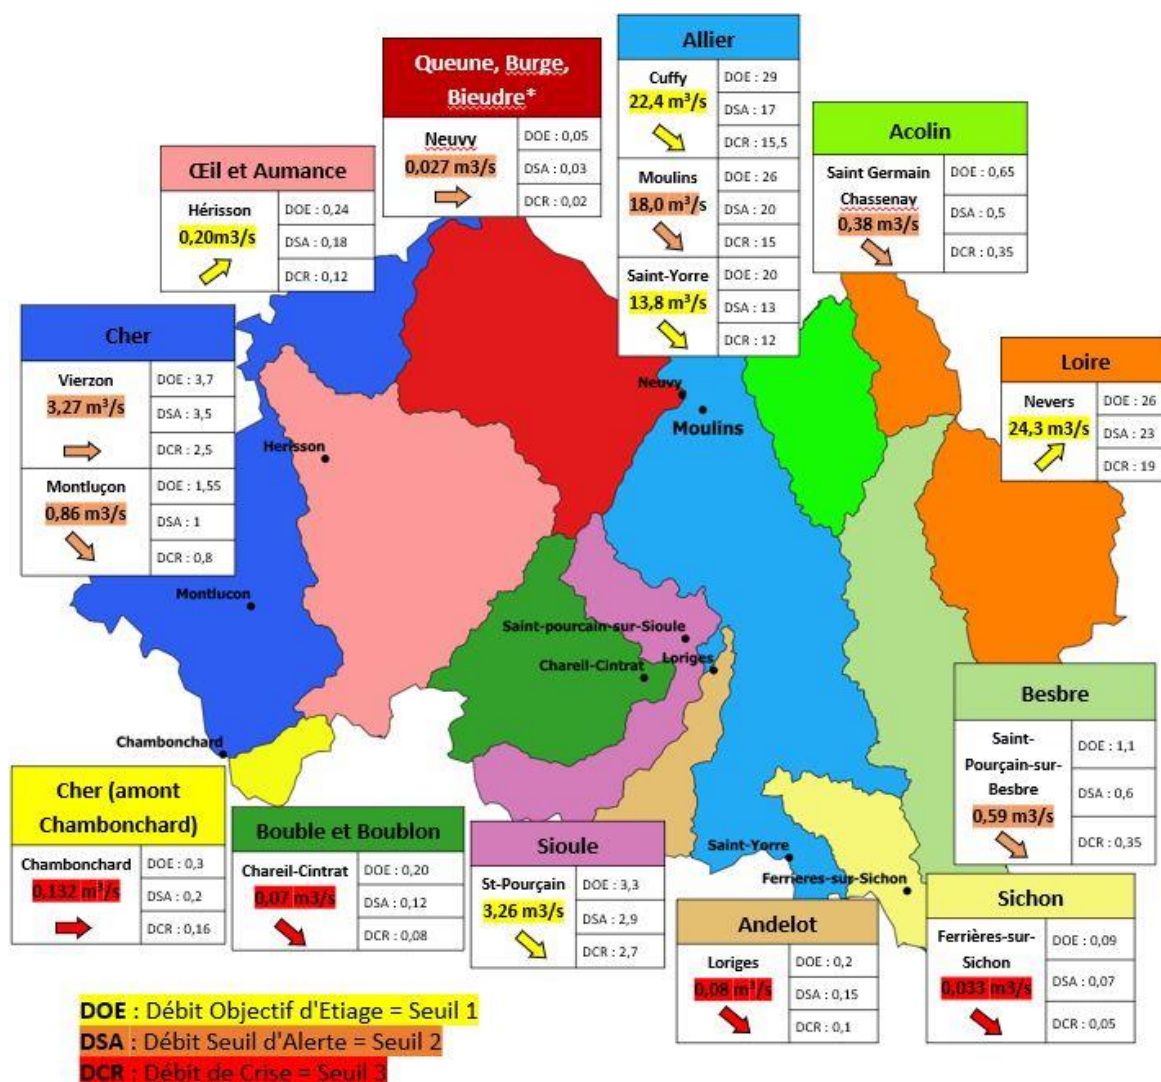 Queune, Burge,
Bieudre*
Neuvy
0,027 m3/s
DOE : 0,05
DSA : 0,03
DCR : 0,02
Allier
Cuffy
22,4 m³/s
DOE : 29
DSA : 17
DCR : 15,5
Moulins
18,0 m³/s
DOE : 26
DSA : 20
DCR : 15
Saint-Yorre
13,8 m³/s
DOE : 20
DSA : 13
DCR : 12
Acolin
Saint Germain
Chassenay
0,38 m3/s
DOE : 0,65
DSA : 0,5
DCR : 0,35
Œil et Aumance
Hérisson
0,20m3/s
DOE : 0,24
DSA : 0,18
DCR : 0,12
Cher
Vierzon
3,27 m³/s
DOE : 3,7
DSA : 3,5
DCR : 2,5
Montluçon
0,86 m3/s
DOE : 1,55
DSA : 1
DCR : 0,8
Loire
Nevers
24,3 m3/s
DOE : 26
DSA : 23
DCR : 19
Neuvy
Moulins
Herisson
Montlucon
Saint-pourcain-sur-Sioule
Loriges
Chareil-Cintrat
Chambonchard
Saint-Yorre
Ferrieres-sur-Sichon
Besbre
Saint-
Pourçain-sur-
Besbre
0,59 m3/s
DOE : 1,1
DSA : 0,6
DCR : 0,35
Cher (amont
Chambonchard)
Chambonchard
0,132 m³/s
DOE : 0,3
DSA : 0,2
DCR : 0,16
Bouble et Boublon
Chareil-Cintrat
0,07 m3/s
DOE : 0,20
DSA : 0,12
DCR : 0,08
Sioule
St-Pourçain
3,26 m3/s
DOE : 3,3
DSA : 2,9
DCR : 2,7
Andelot
Loriges
0,08 m³/s
DOE : 0,2
DSA : 0,15
DCR : 0,1
Sichon
Ferrières-sur-
Sichon
0,033 m3/s
DOE : 0,09
DSA : 0,07
DCR : 0,05
DOE : Débit Objectif d'Etiage = Seuil 1
DSA : Débit Seuil d'Alerte = Seuil 2
DCR : Débit de Crise = Seuil 3